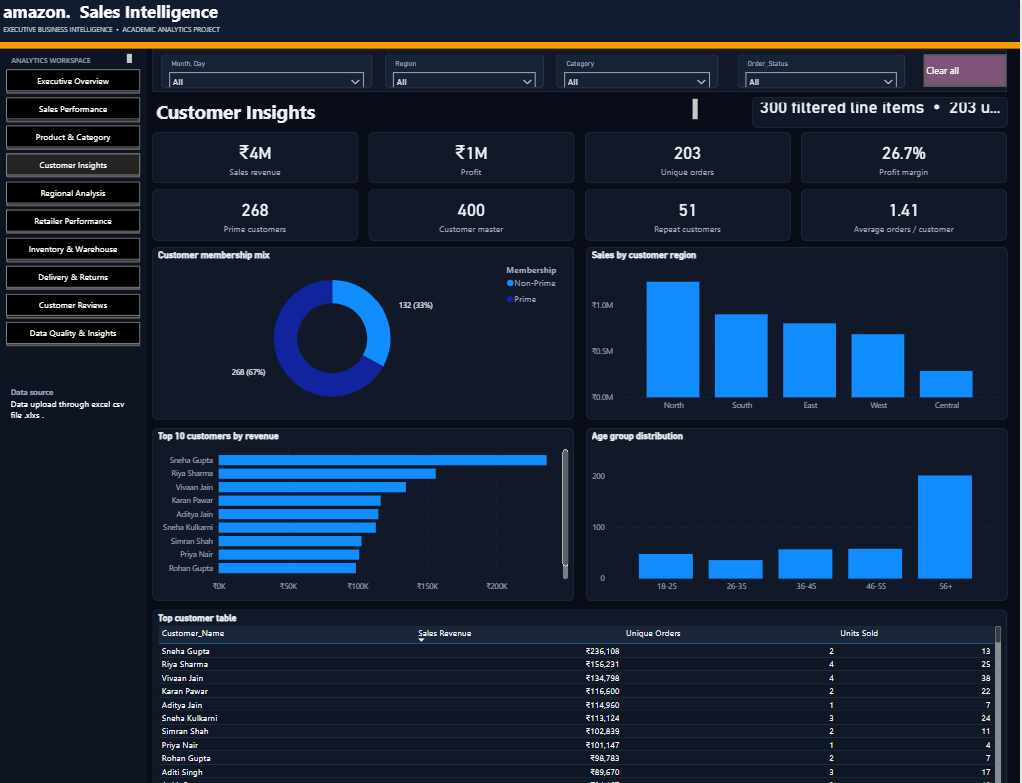 amazon. Sales Intelligence
EXECUTIVE BUSINESS INTELLIGENCE • ACADEMIC ANALYTICS PROJECT
ANALYTICS WORKSPACE
Executive Overview
Sales Performance
Product & Category
Customer Insights
Regional Analysis
Retailer Performance
Inventory & Warehouse
Delivery & Returns
Customer Reviews
Data Quality & Insights
Data source
Data upload through excel csv
file .xlxs .
Month, Day
All
Region
All
Category
All
Order_Status
All
Clear all
Customer Insights
300 filtered line items • 203 u...
₹4M
Sales revenue
₹1M
Profit
203
Unique orders
26.7%
Profit margin
268
Prime customers
400
Customer master
51
Repeat customers
1.41
Average orders / customer
Customer membership mix
Membership
Non-Prime
Prime
132 (33%)
268 (67%)
Sales by customer region
₹1.0M
₹0.5M
₹0.0M
North South East West Central
Top 10 customers by revenue
Sneha Gupta
Riya Sharma
Vivaan Jain
Karan Pawar
Aditya Jain
Sneha Kulkarni
Simran Shah
Priya Nair
Rohan Gupta
₹0K ₹50K ₹100K ₹150K ₹200K
Age group distribution
200
100
0
18-25 26-35 36-45 46-55 56+
Top customer table
Customer_Name Sales Revenue Unique Orders Units Sold
Sneha Gupta ₹236,108 2 13
Riya Sharma ₹156,231 4 25
Vivaan Jain ₹134,798 4 38
Karan Pawar ₹116,600 2 22
Aditya Jain ₹114,960 1 7
Sneha Kulkarni ₹113,124 3 24
Simran Shah ₹102,839 2 11
Priya Nair ₹101,147 1 4
Rohan Gupta ₹98,783 2 7
Aditi Singh ₹89,670 3 17